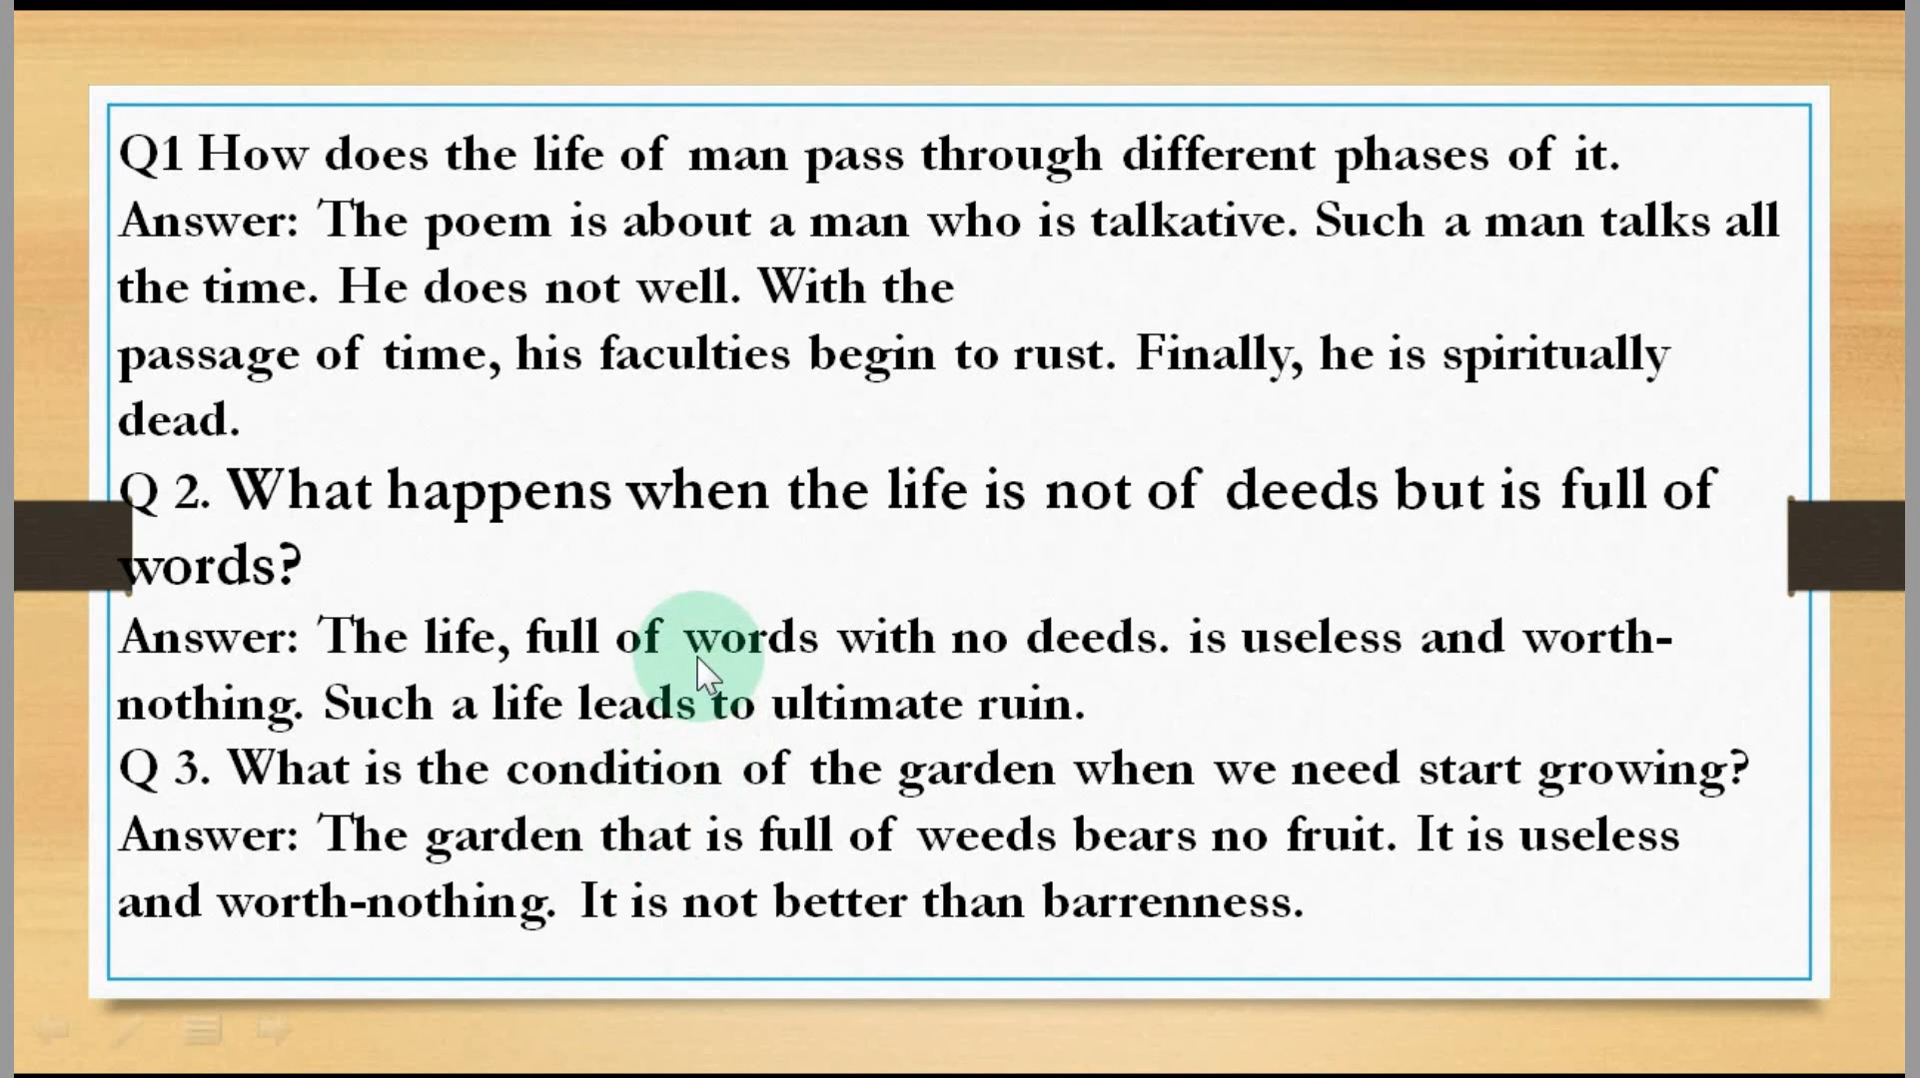 Q1 How does the life of man pass through different phases of it.
Answer: The poem is about a man who is talkative. Such a man talks all
the time. He does not well. With the
passage of time, his faculties begin to rust. Finally, he is spiritually
dead.
Q 2. What happens when the life is not of deeds but is full of
words?
Answer: The life, full of words with no deeds. is useless and worth-
nothing. Such a life leads to ultimate ruin.
Q 3. What is the condition of the garden when we need start growing?
Answer: The garden that is full of weeds bears no fruit. It is useless
and worth-nothing. It is not better than barrenness.